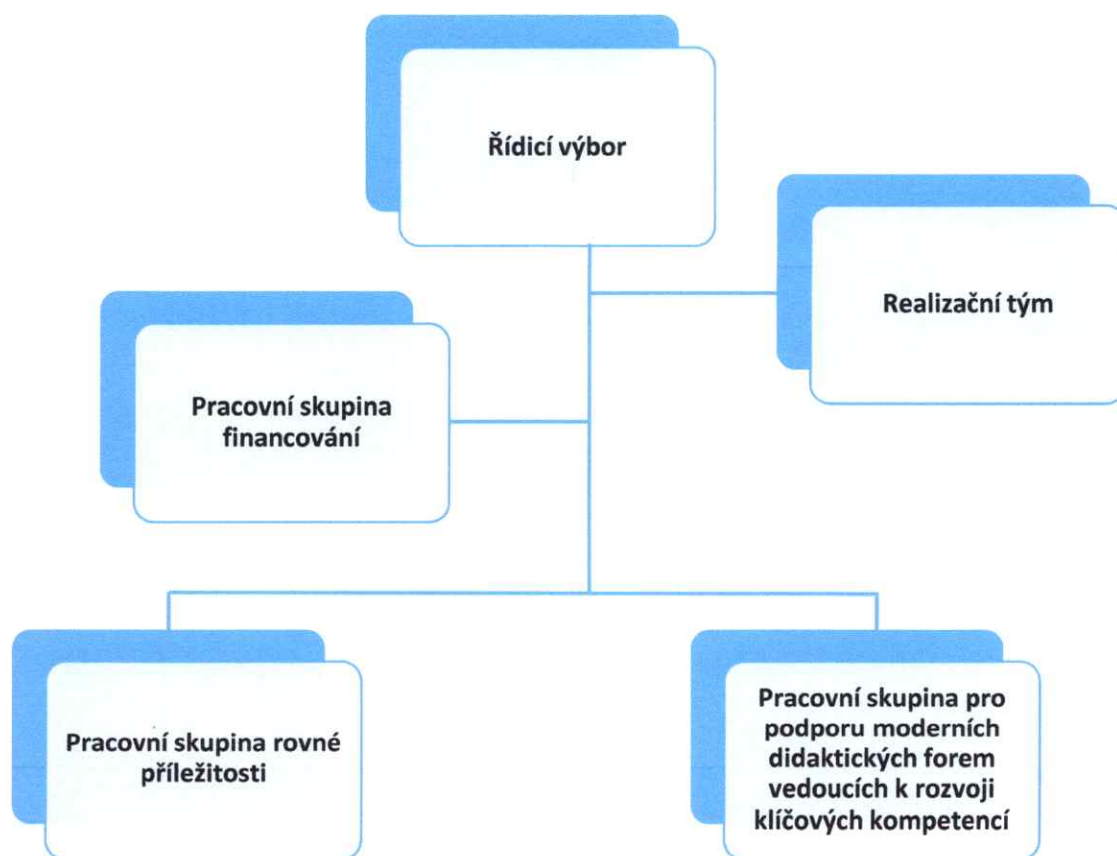 Řídicí výbor
Realizační tým
Pracovní skupina
financování
Pracovní skupina rovné
příležitosti
Pracovní skupina pro
podporu moderních
didaktických forem
vedoucích k rozvoji
klíčových kompetencí